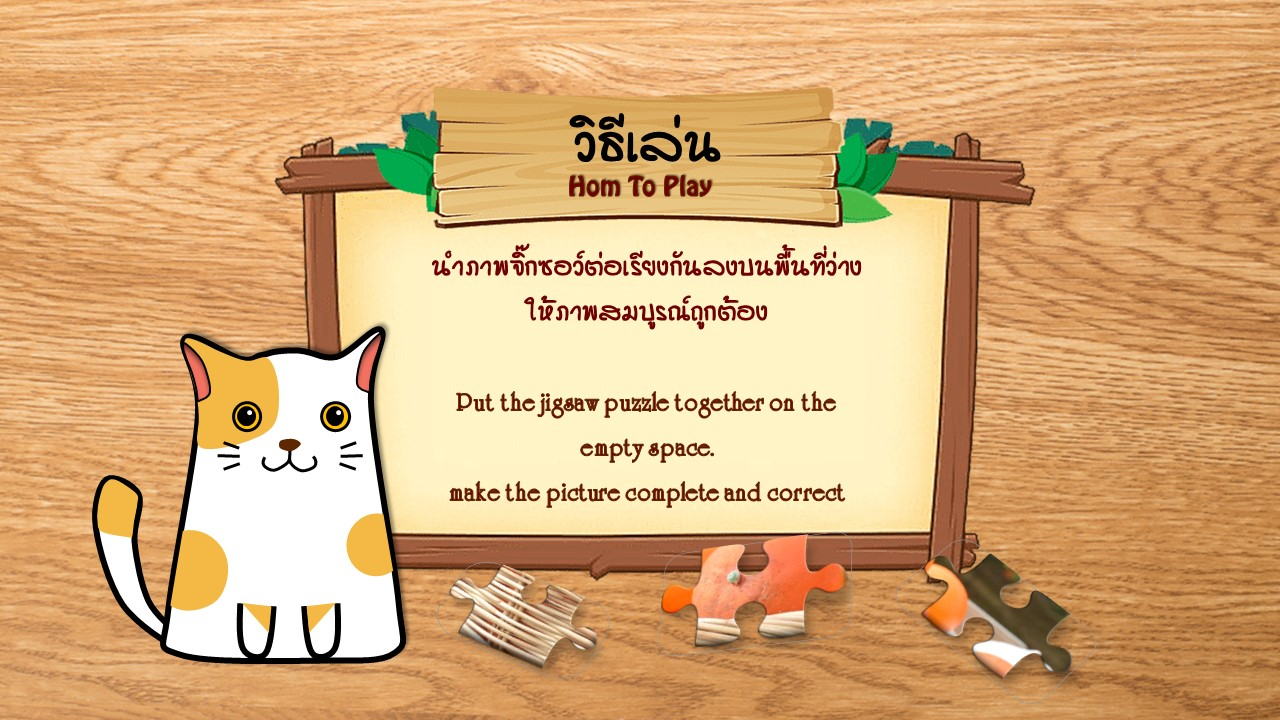 วิธีเล่น
Hom To Play
นำภาพจิ๊กซอว์ต่อเรียงกันลงบนพื้นที่ว่าง
ให้ภาพสมบูรณ์ถูกต้อง
Put the jigsaw puzzle together on the
empty space.
make the picture complete and correct